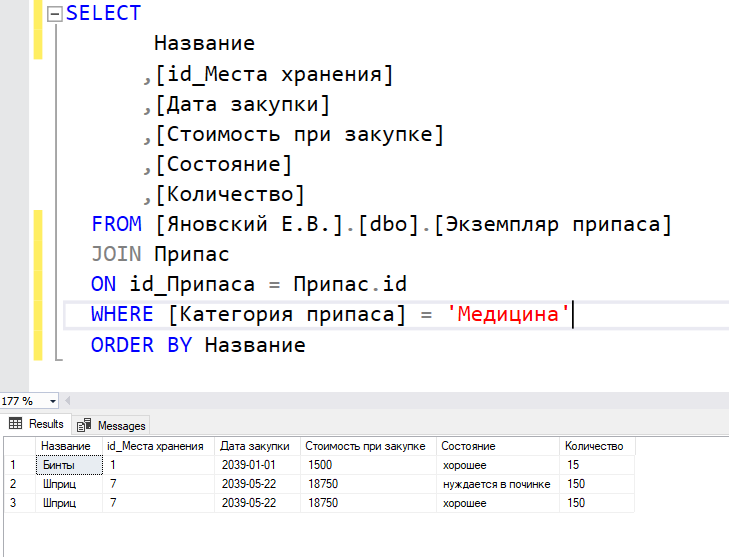 SELECT
Название
,[id_Места хранения]
,[Дата закупки]
,[Стоимость при закупке]
,[Состояние]
,[Количество]
FROM [Яновский Е.В.].[dbo].[Экземпляр припаса]
JOIN Припас
ON id_Припаса = Припас.id
WHERE [Категория припаса] = 'Медицина'
ORDER BY Название
177 %
Results Messages
Название id_Места хранения Дата закупки Стоимость при закупке Состояние Количество
1 Бинты 1 2039-01-01 1500 хорошее 15
2 Шприц 7 2039-05-22 18750 нуждается в починке 150
3 Шприц 7 2039-05-22 18750 хорошее 150